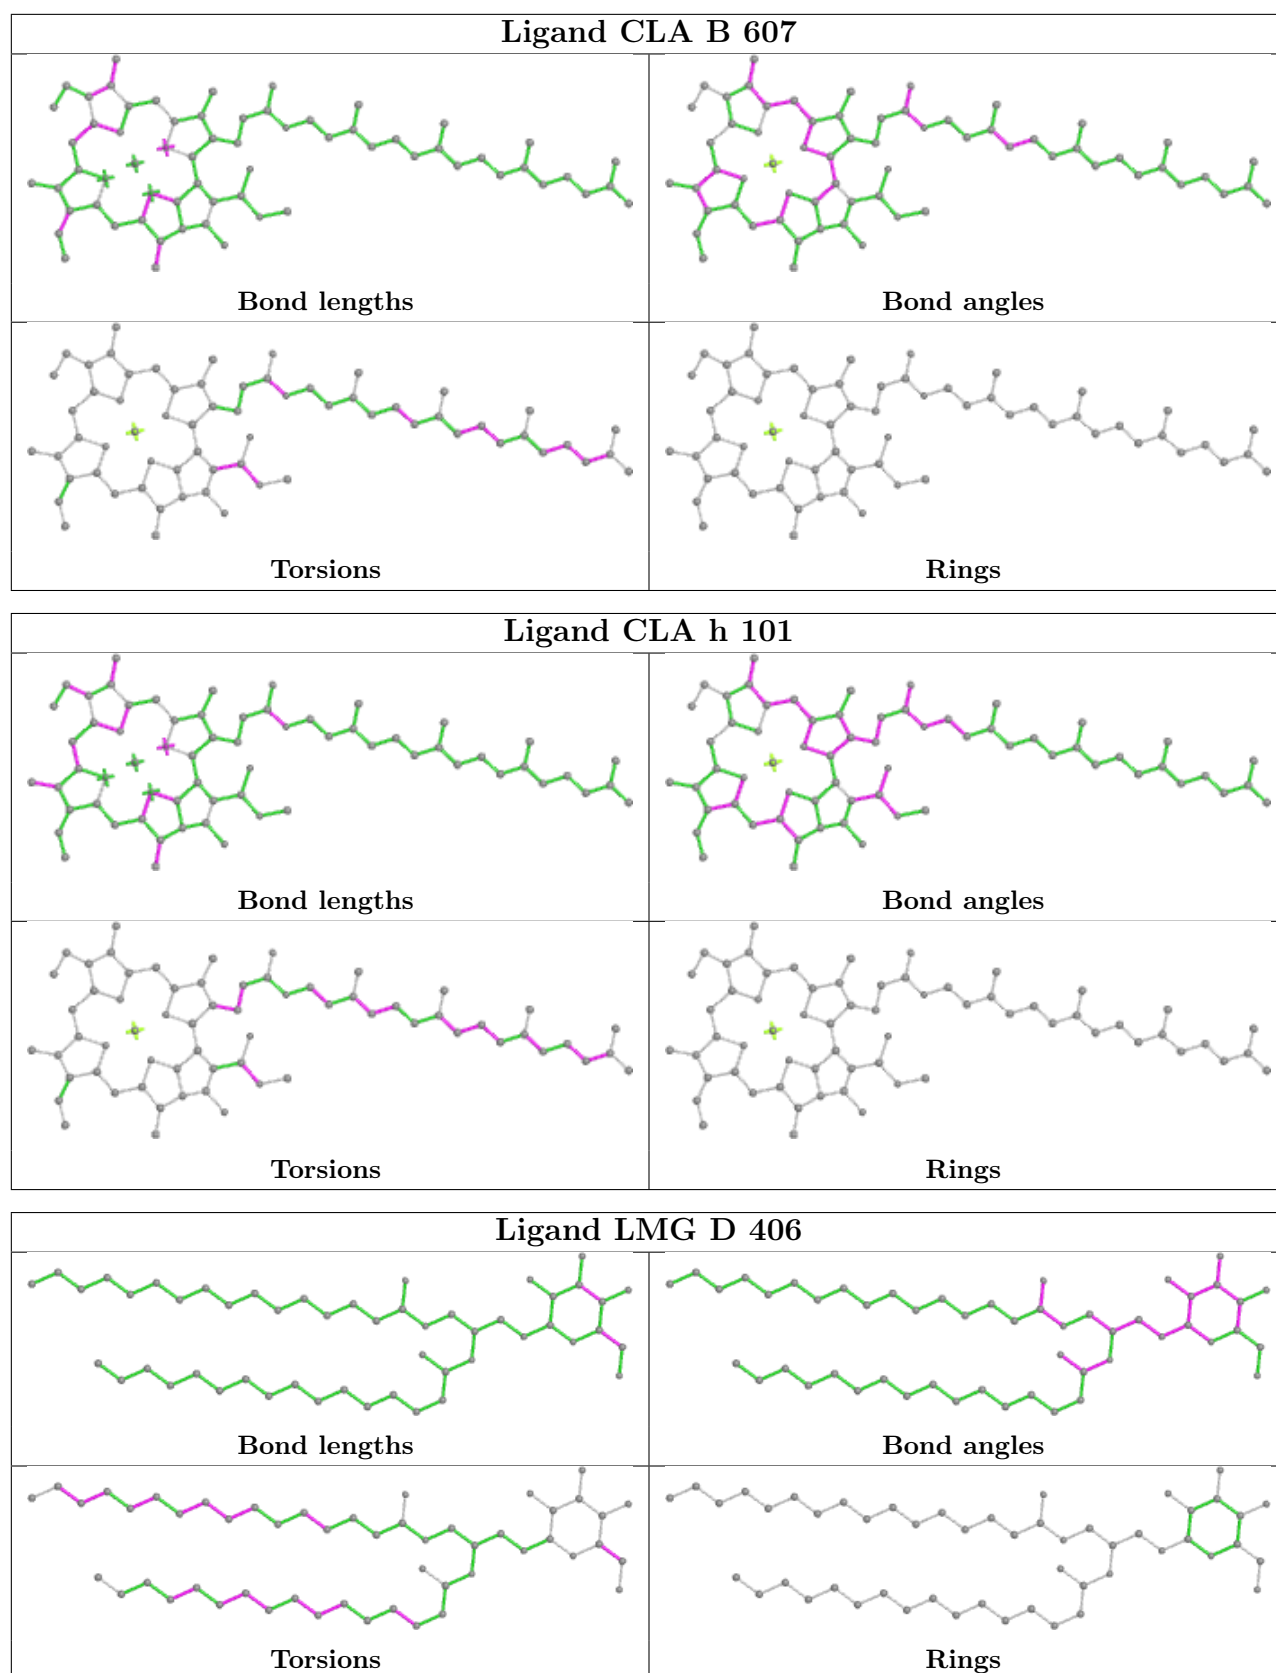 Ligand CLA B 607
Bond lengths
Bond angles
Torsions
Rings
Ligand CLA h 101
Bond lengths
Bond angles
Torsions
Rings
Ligand LMG D 406
Bond lengths
Bond angles
Torsions
Rings